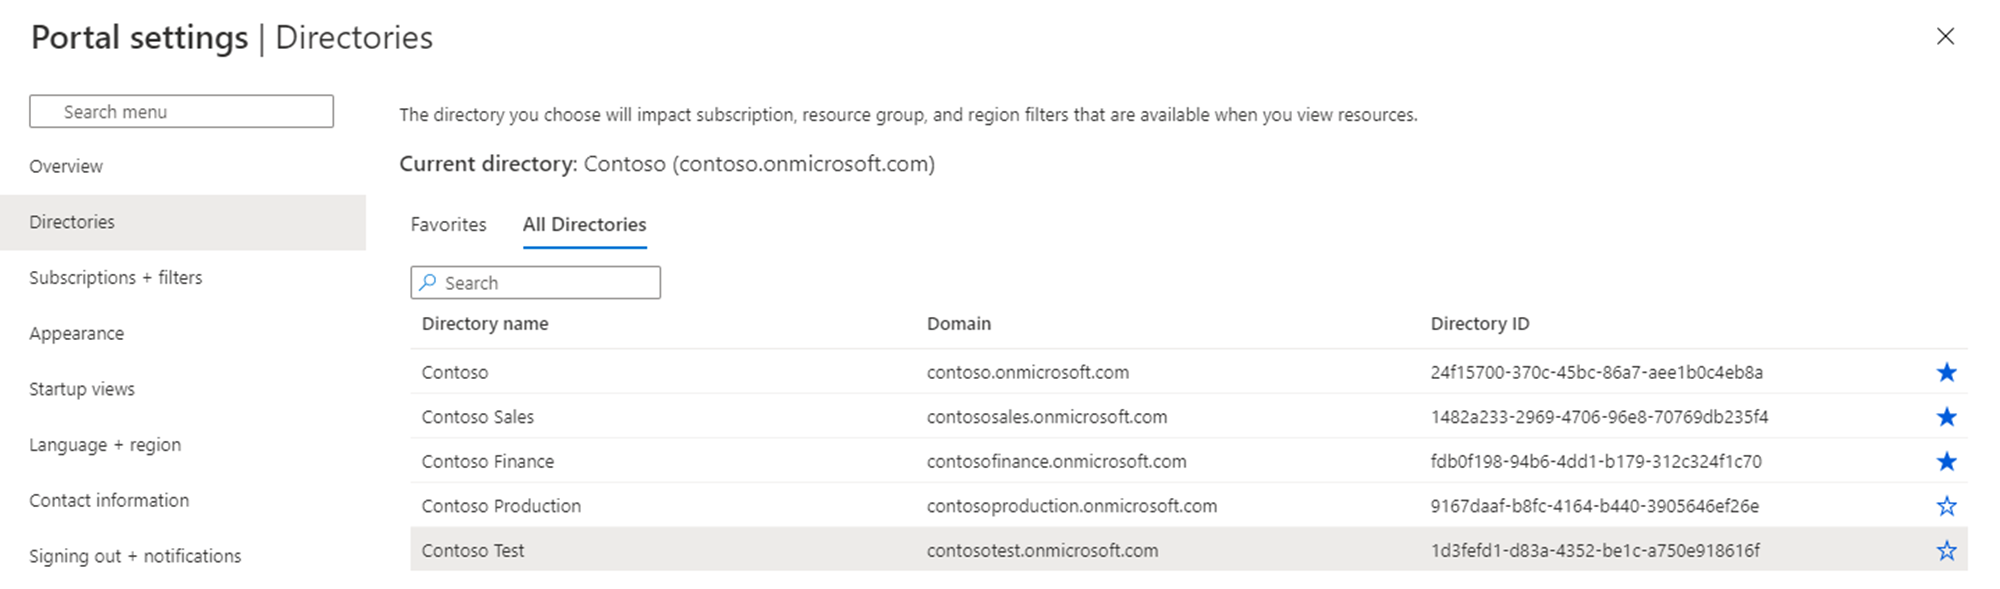 Portal settings | Directories
Search menu
Overview
Directories
Subscriptions + filters
Appearance
Startup views
Language + region
Contact information
Signing out + notifications
The directory you choose will impact subscription, resource group, and region filters that are available when you view resources.
Current directory: Contoso (contoso.onmicrosoft.com)
Favorites All Directories
Search
Directory name Domain Directory ID
Contoso contoso.onmicrosoft.com 24f15700-370c-45bc-86a7-aee1b0c4eb8a
Contoso Sales contososales.onmicrosoft.com 1482a233-2969-4706-96e8-70769db235f4
Contoso Finance contosofinance.onmicrosoft.com fdb0f198-94b6-4dd1-b179-312c324f1c70
Contoso Production contosoproduction.onmicrosoft.com 9167daaf-b8fc-4164-b440-3905646ef26e
Contoso Test contosotest.onmicrosoft.com 1d3fefd1-d83a-4352-be1c-a750e918616f